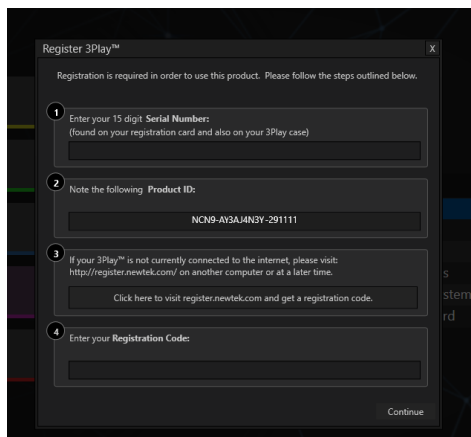 Register 3Play™
X
Registration is required in order to use this product. Please follow the steps outlined below.
1
Enter your 15 digit Serial Number:
(found on your registration card and also on your 3Play case)
2
Note the following Product ID:
NCN9-AY3AJ4N3Y-291111
3
If your 3Play™ is not currently connected to the internet, please visit:
http://register.newtek.com/ on another computer or at a later time.
Click here to visit register.newtek.com and get a registration code.
4
Enter your Registration Code:
Continue
s
stem
rd